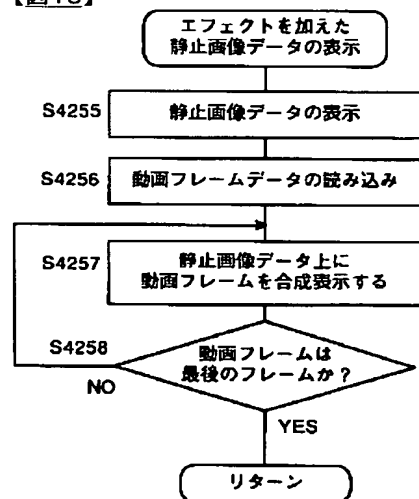 エフェクトを加えた
静止画像データの表示
S4255
静止画像データの表示
S4256
動画フレームデータの読み込み
S4257
静止画像データ上に
動画フレームを合成表示する
S4258
動画フレームは
最後のフレームか？
NO
YES
リターン